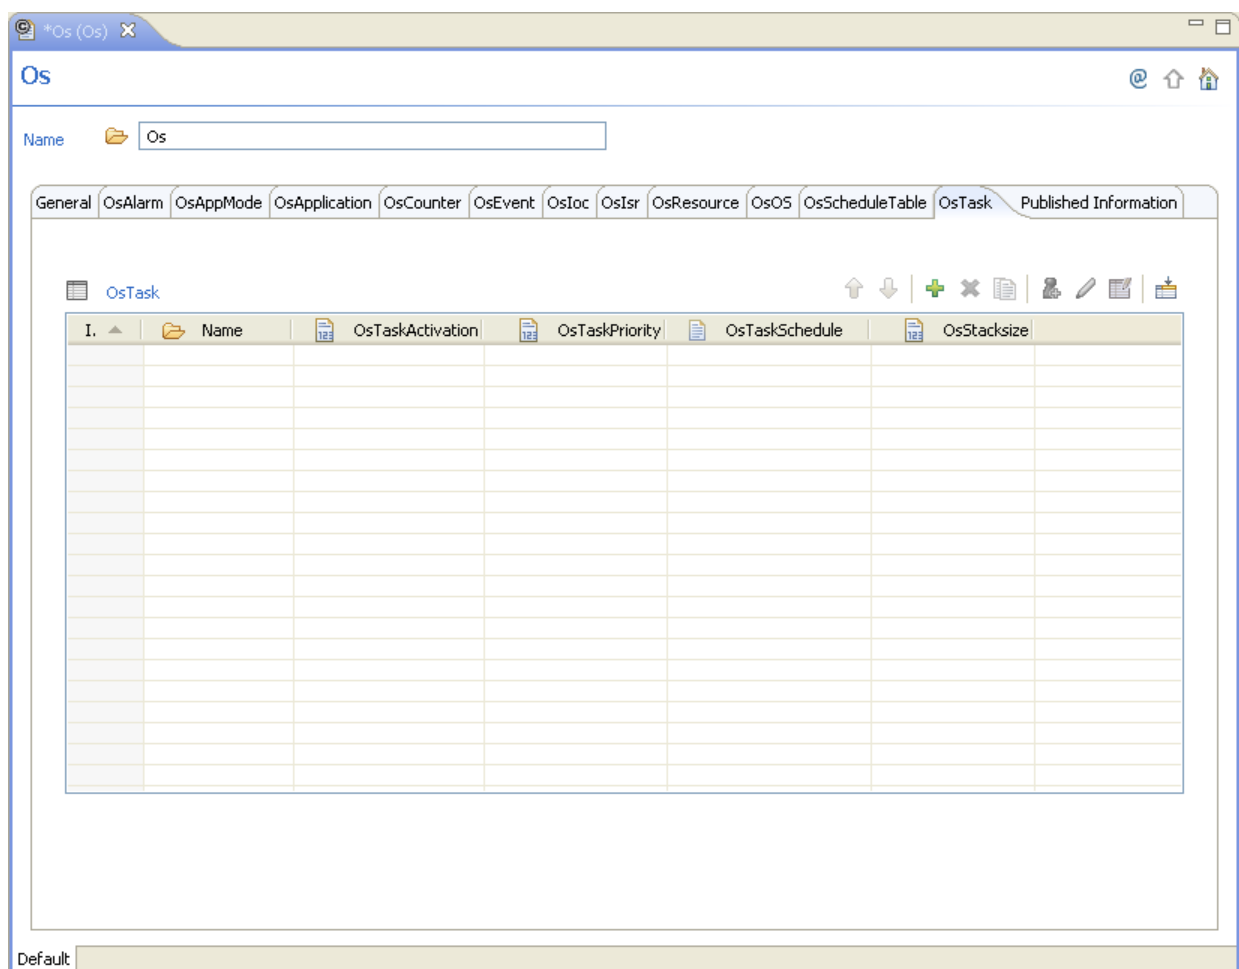 *Os (Os)
Os
Name Os
General OsAlarm OsAppMode OsApplication OsCounter OsEvent OsIoc OsIsr OsResource OsOS OsScheduleTable OsTask Published Information
OsTask
I. Name OsTaskActivation OsTaskPriority OsTaskSchedule OsStacksize
Default